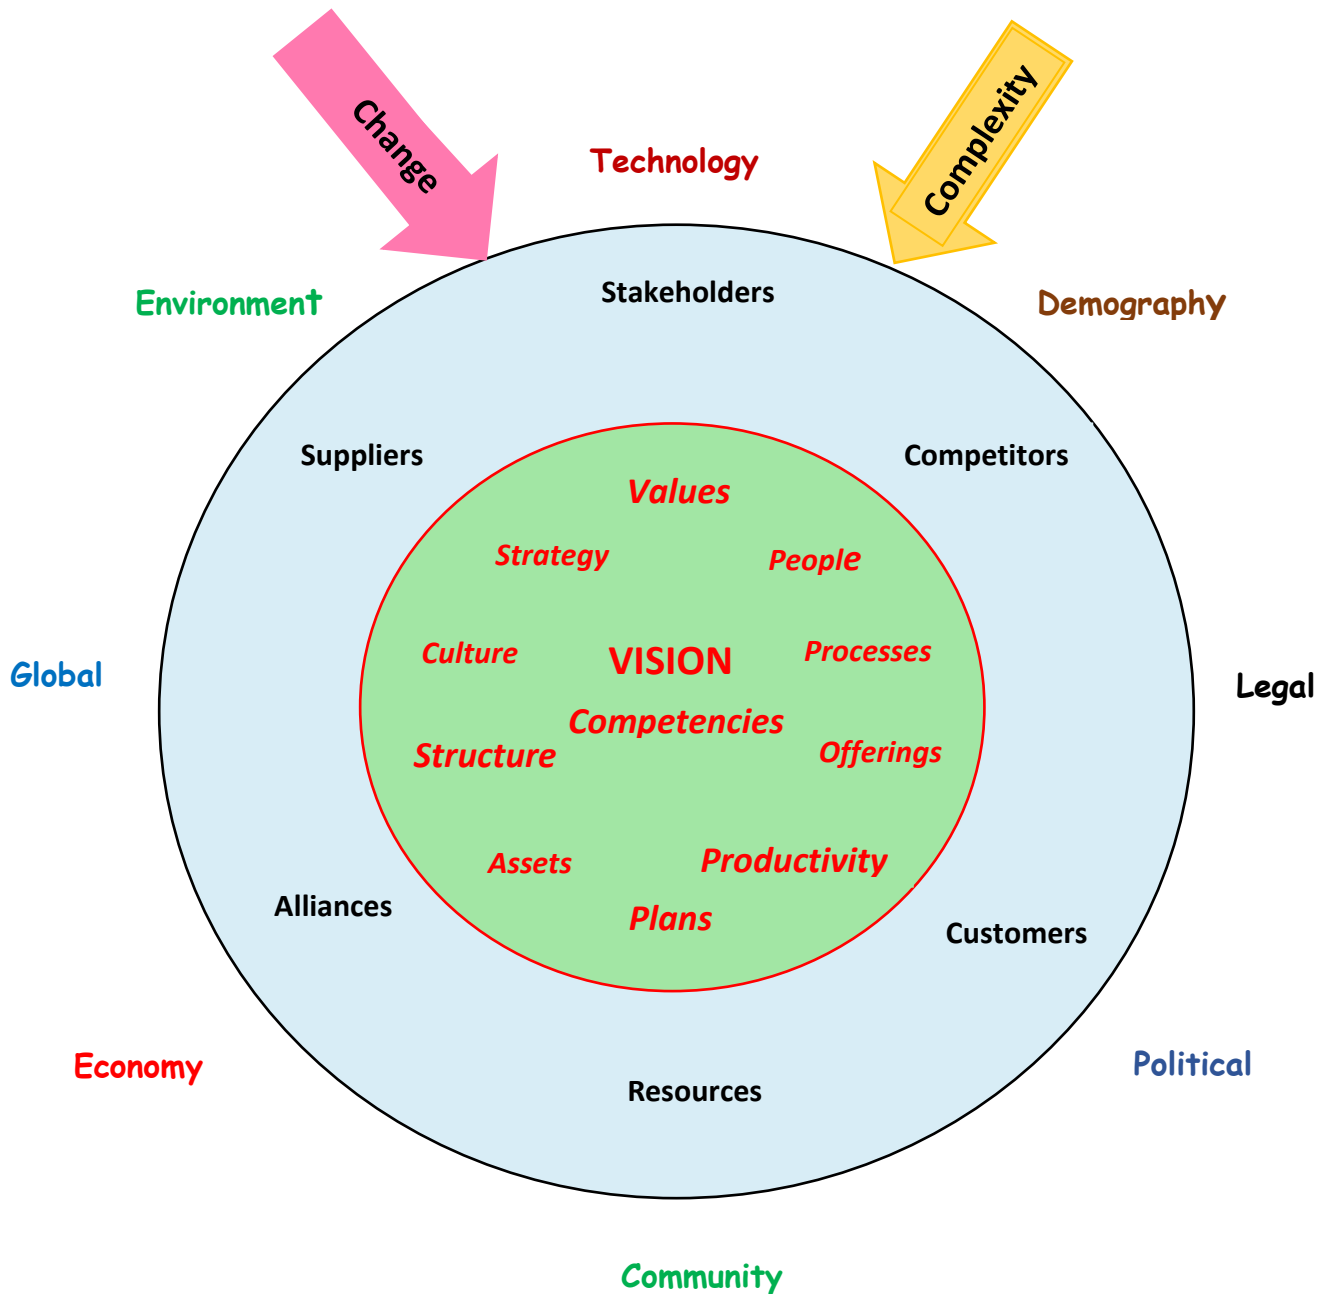 Change
Complexity
Technology
Environment
Stakeholders
Demography
Suppliers
Competitors
Values
Strategy
People
Culture
VISION
Processes
Global
Legal
Competencies
Structure
Offerings
Assets
Productivity
Alliances
Plans
Customers
Economy
Political
Resources
Community